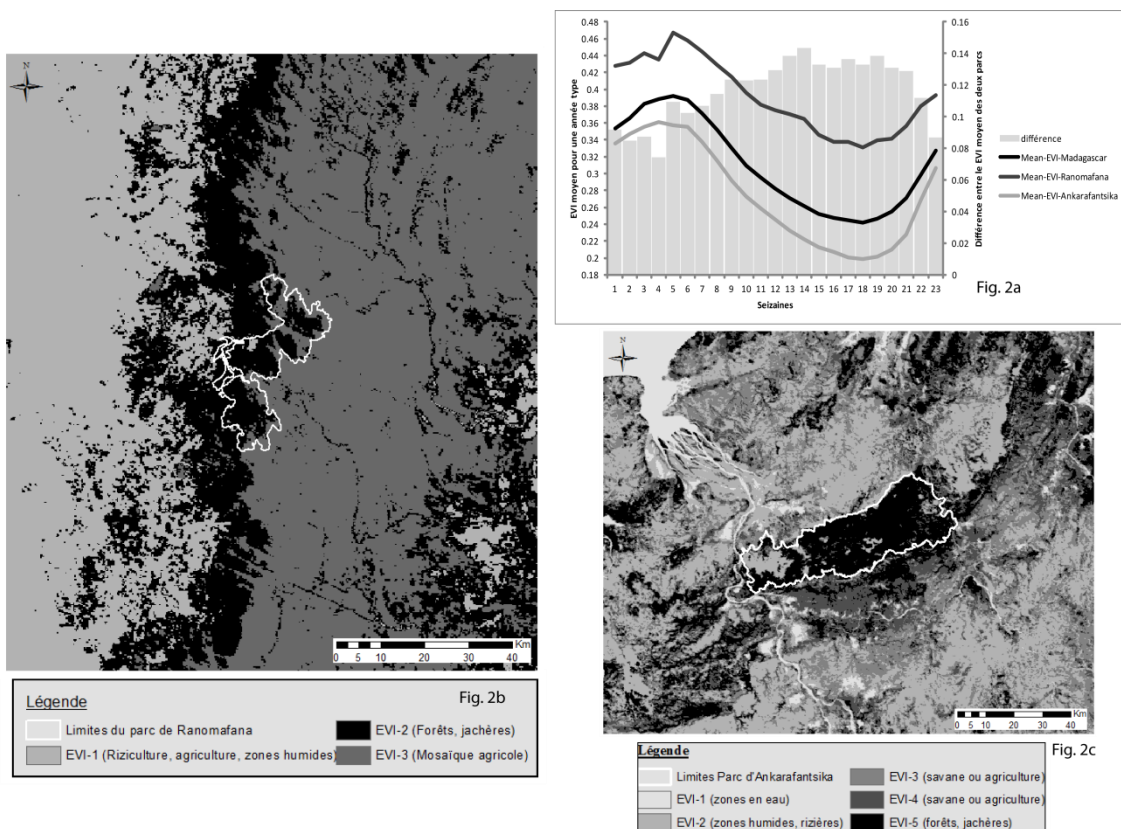 N
Km
0 5 10 20 30 40
Légende
Fig. 2b
Limites du parc de Ranomafana
EVI-2 (Forêts, jachères)
EVI-1 (Riziculture, agriculture, zones humides)
EVI-3 (Mosaïque agricole)
0.48
0.46
0.44
0.42
0.4
0.38
0.36
0.34
0.32
0.3
0.28
0.26
0.24
0.22
0.2
0.18
EVI moyen pour une année type
1 2 3 4 5 6 7 8 9 10 11 12 13 14 15 16 17 18 19 20 21 22 23
Seizaines
0.16
0.14
0.12
0.1
0.08
0.06
0.04
0.02
0
Différence entre le EVI moyen des deux parcs
différence
Mean-EVI-Madagascar
Mean-EVI-Ranomafana
Mean-EVI-Ankarafantsika
Fig. 2a
N
Km
0 5 10 20 30 40
Fig. 2c
Légende
Limites Parc d'Ankarafantsika
EVI-3 (savane ou agriculture)
EVI-1 (zones en eau)
EVI-4 (savane ou agriculture)
EVI-2 (zones humides, rizières)
EVI-5 (forêts, jachères)